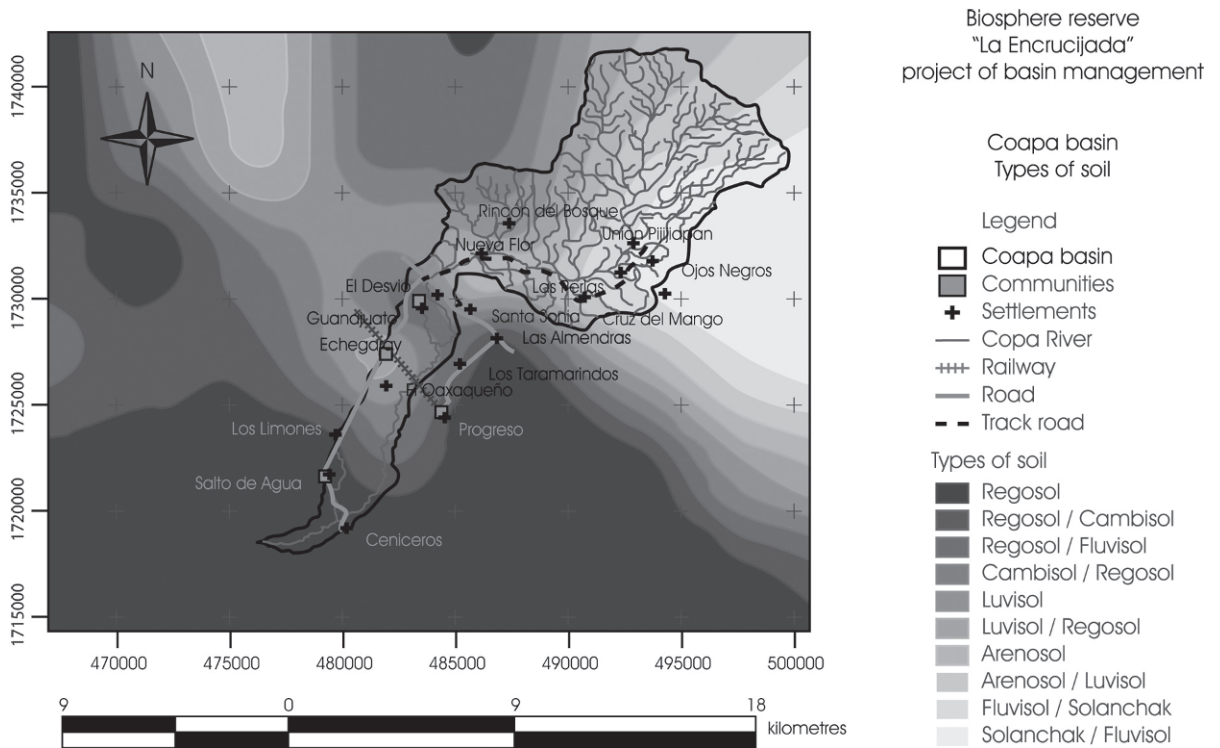 Biosphere reserve
"La Encrucijada"
project of basin management
Coapa basin
Types of soil
Legend
Coapa basin
Communities
Settlements
Copa River
Railway
Road
Track road
Types of soil
Regosol
Regosol / Cambisol
Regosol / Fluvisol
Cambisol / Regosol
Luvisol
Luvisol / Regosol
Arenosol
Arenosol / Luvisol
Fluvisol / Solanchak
Solanchak / Fluvisol
N
1740000
1735000
1730000
1725000
1720000
1715000
Rincón del Bosque
Unión Pijijiapan
Nueva Flor
Ojos Negros
El Desvío
Las Nerias
Guanajuato
Santa Sonia
Cruz del Mango
Echegaray
Las Almendras
Los Taramarindos
El Oaxaqueño
Los Limones
Progreso
Salto de Agua
Ceniceros
470000
475000
480000
485000
490000
495000
500000
9
0
9
18
kilometres